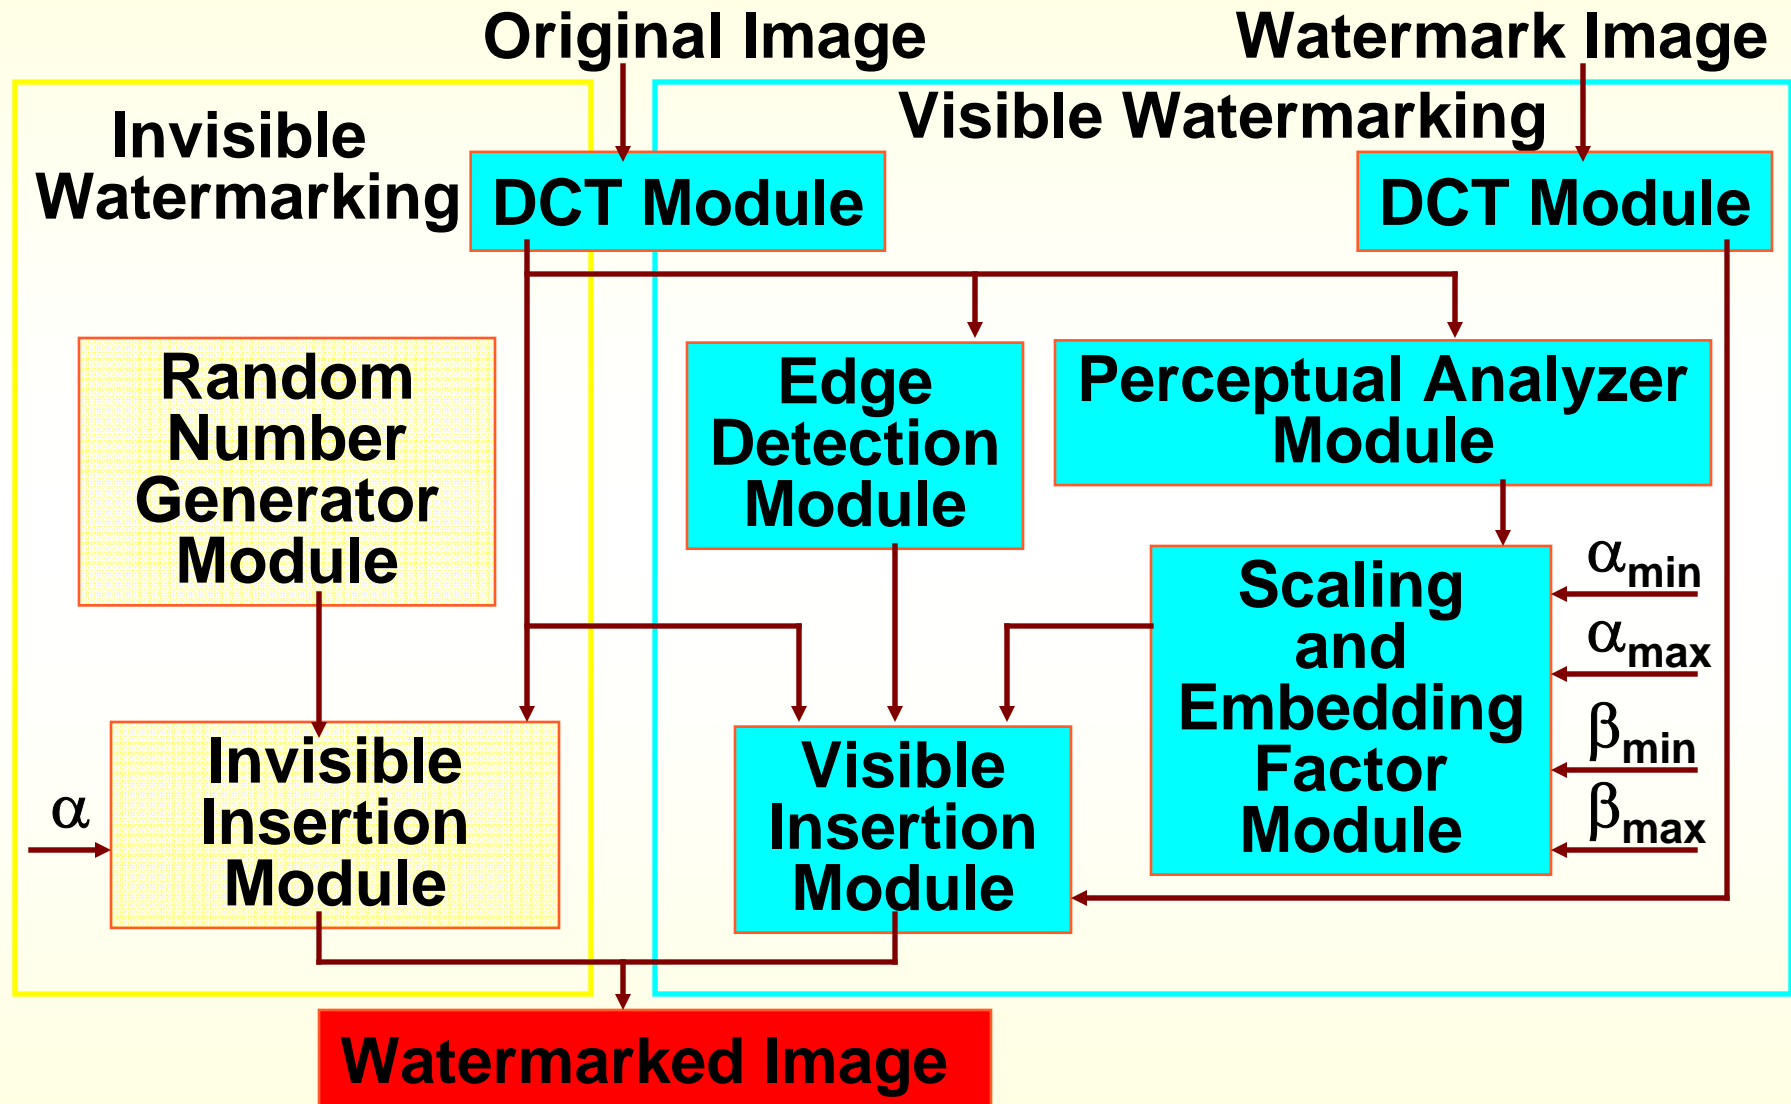 Original Image
Watermark Image
Invisible
Watermarking
Visible Watermarking
DCT Module
DCT Module
Random
Number
Generator
Module
Edge
Detection
Module
Perceptual Analyzer
Module
Scaling
and
Embedding
Factor
Module
αmin
αmax
βmin
βmax
α
Invisible
Insertion
Module
Visible
Insertion
Module
Watermarked Image